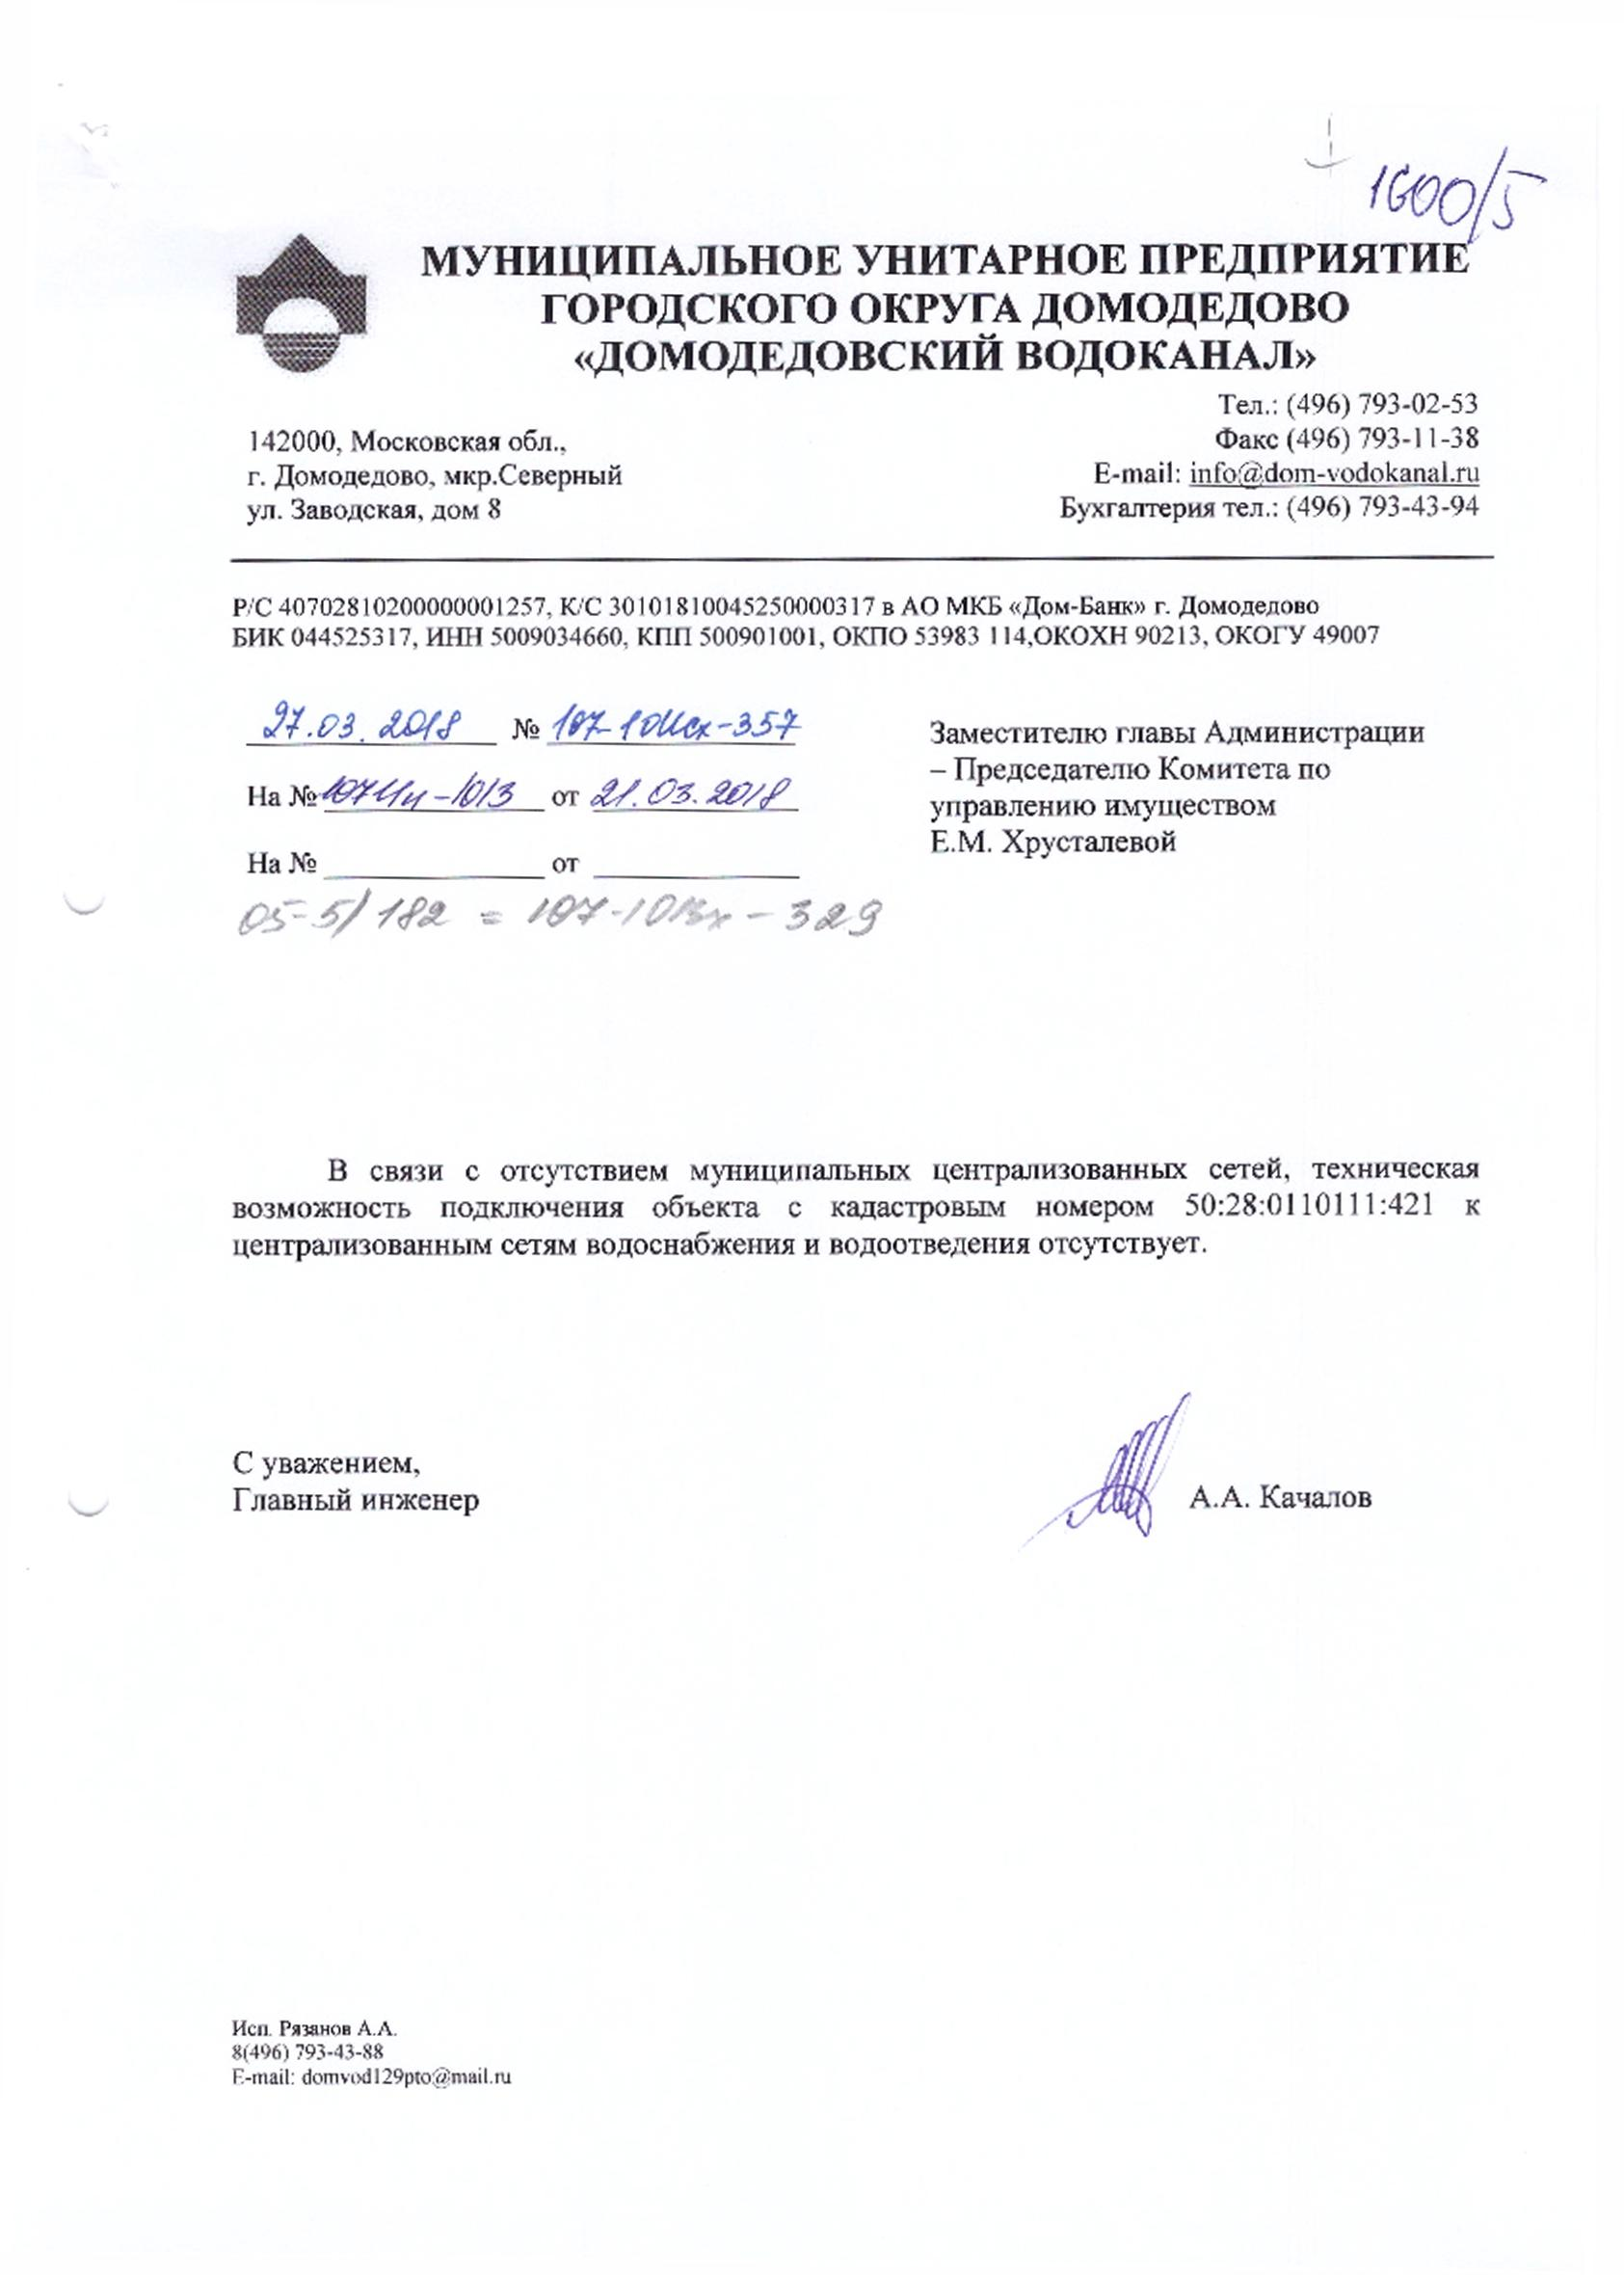 1600/5
МУНИЦИПАЛЬНОЕ УНИТАРНОЕ ПРЕДПРИЯТИЕ
ГОРОДСКОГО ОКРУГА ДОМОДЕДОВО
«ДОМОДЕДОВСКИЙ ВОДОКАНАЛ»
142000, Московская обл.,
г. Домодедово, мкр.Северный
ул. Заводская, дом 8
Тел.: (496) 793-02-53
Факс (496) 793-11-38
E-mail: info@dom-vodokanal.ru
Бухгалтерия тел.: (496) 793-43-94
Р/С 40702810200000001257, К/С 30101810045250000317 в АО МКБ «Дом-Банк» г. Домодедово
БИК 044525317, ИНН 5009034660, КПП 500901001, ОКПО 53983 114,ОКОХН 90213, ОКОГУ 49007
27.03.2018 № 107-10Исх-357
На № от 21.03.2018
На № от
05-5/182 = 107-10Вх-329
Заместителю главы Администрации
– Председателю Комитета по
управлению имуществом
Е.М. Хрусталевой
В связи с отсутствием муниципальных централизованных сетей, техническая
возможность подключения объекта с кадастровым номером 50:28:0110111:421 к
централизованным сетям водоснабжения и водоотведения отсутствует.
С уважением,
Главный инженер
А.А. Качалов
Исп. Рязанов А.А.
8(496) 793-43-88
E-mail: domvod129pto@mail.ru